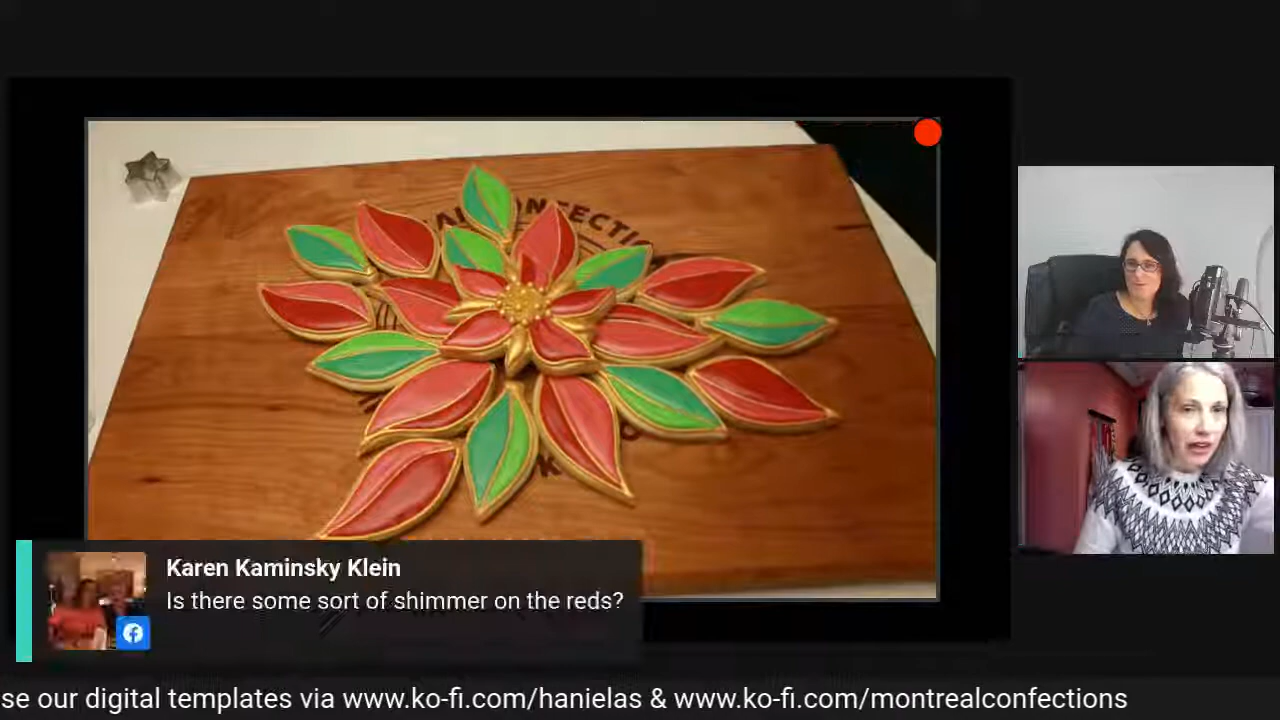 CONFECTIO
Karen Kaminsky Klein
Is there some sort of shimmer on the reds?
se our digital templates via www.ko-fi.com/hanielas & www.ko-fi.com/montrealconfections